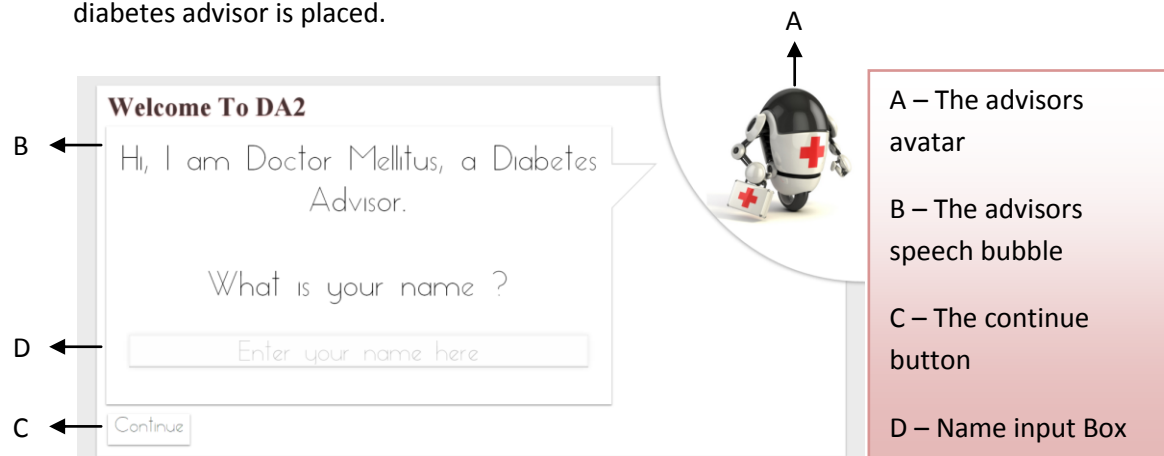 diabetes advisor is placed.
A
Welcome To DA2
B
Hi, I am Doctor Mellitus, a Diabetes
Advisor.
What is your name ?
D
Enter your name here
C
Continue
A – The advisors
avatar
B – The advisors
speech bubble
C – The continue
button
D – Name input Box